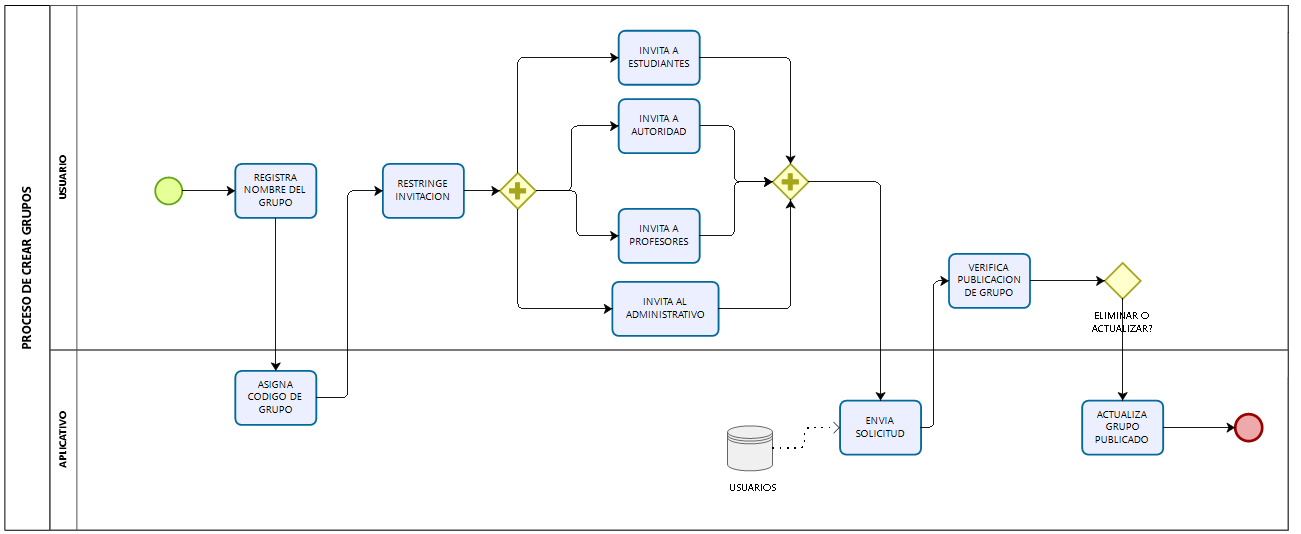 PROCESO DE CREAR GRUPOS
USUARIO
REGISTRA
NOMBRE DEL
GRUPO
RESTRINGE
INVITACION
INVITA A
ESTUDIANTES
INVITA A
AUTORIDAD
INVITA A
PROFESORES
INVITA AL
ADMINISTRATIVO
VERIFICA
PUBLICACION
DE GRUPO
ELIMINAR O
ACTUALIZAR?
APLICATIVO
ASIGNA
CODIGO DE
GRUPO
USUARIOS
ENVIA
SOLICITUD
ACTUALIZA
GRUPO
PUBLICADO